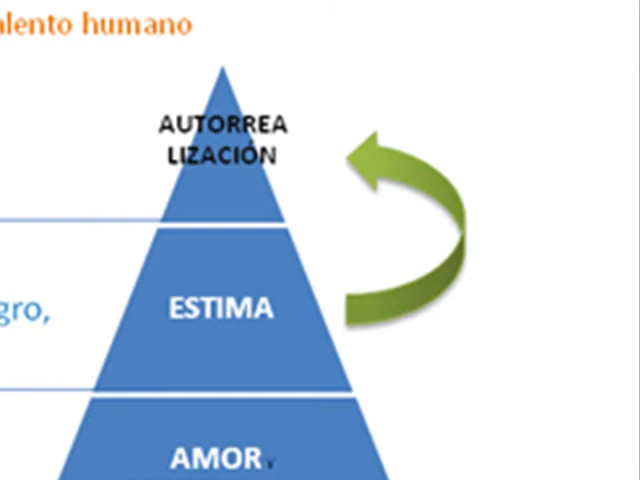 alento humano
AUTORREA
LIZACIÓN
gro,
ESTIMA
AMOR Y